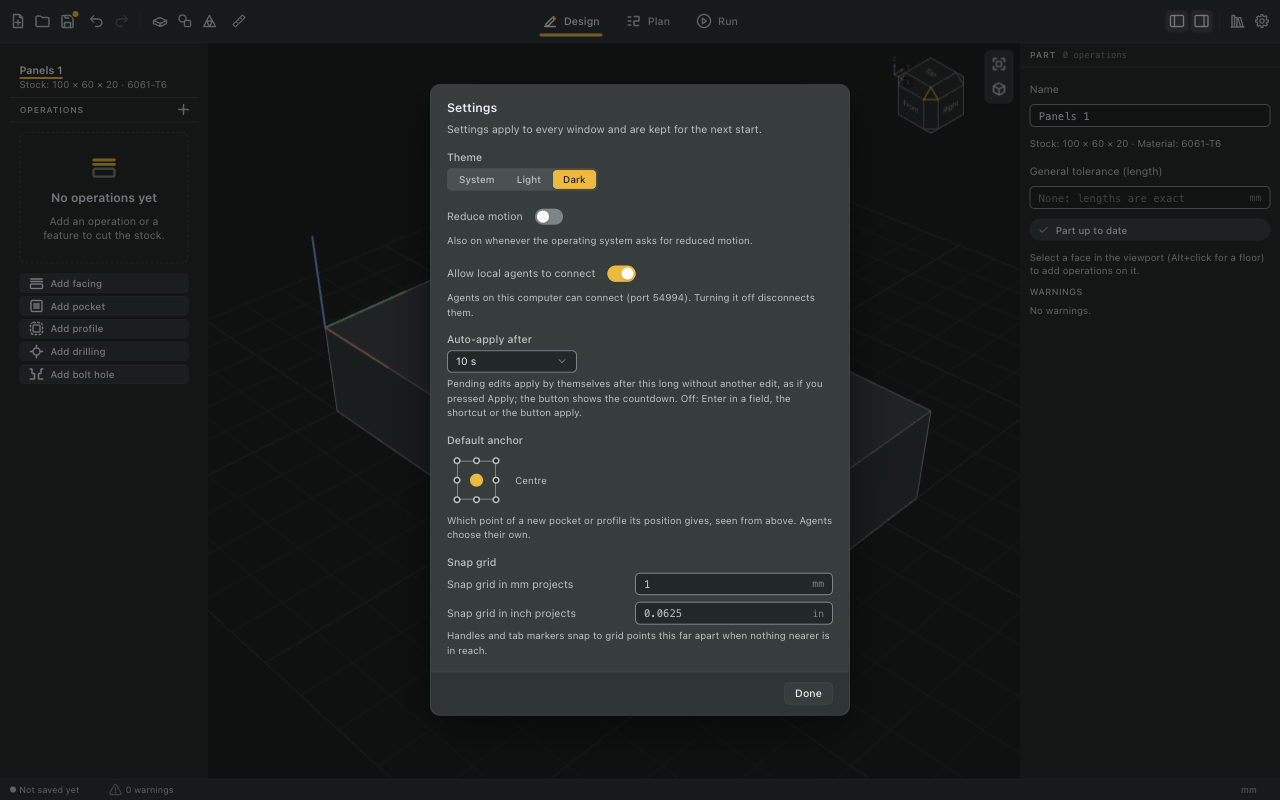 Design
Plan
Run
Panels 1
Stock: 100 × 60 × 20 · 6061-T6
OPERATIONS
No operations yet
Add an operation or a
feature to cut the stock.
Add facing
Add pocket
Add profile
Add drilling
Add bolt hole
Settings
Settings apply to every window and are kept for the next start.
Theme
System
Light
Dark
Reduce motion
Also on whenever the operating system asks for reduced motion.
Allow local agents to connect
Agents on this computer can connect (port 54994). Turning it off disconnects
them.
Auto-apply after
10 s
Pending edits apply by themselves after this long without another edit, as if you
pressed Apply; the button shows the countdown. Off: Enter in a field, the
shortcut or the button apply.
Default anchor
Centre
Which point of a new pocket or profile its position gives, seen from above. Agents
choose their own.
Snap grid
Snap grid in mm projects
1 mm
Snap grid in inch projects
0.0625 in
Handles and tab markers snap to grid points this far apart when nothing nearer is
in reach.
Done
Top
Front
Right
PART 0 operations
Name
Panels 1
Stock: 100 × 60 × 20 · Material: 6061-T6
General tolerance (length)
None: lengths are exact mm
Part up to date
Select a face in the viewport (Alt+click for a floor)
to add operations on it.
WARNINGS
No warnings.
Not saved yet
0 warnings
mm